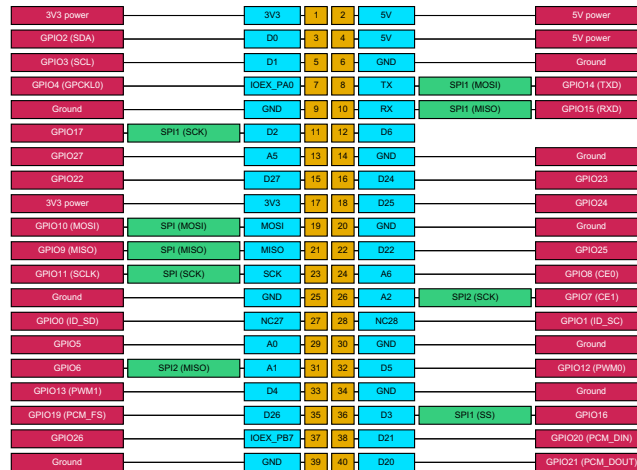 3V3 power 3V3 1 2 5V 5V power
GPIO2 (SDA) D0 3 4 5V 5V power
GPIO3 (SCL) D1 5 6 GND Ground
GPIO4 (GPCKL0) IOEX_PA0 7 8 TX SPI1 (MOSI) GPIO14 (TXD)
Ground GND 9 10 RX SPI1 (MISO) GPIO15 (RXD)
GPIO17 SPI1 (SCK) D2 11 12 D6
GPIO27 A5 13 14 GND Ground
GPIO22 D27 15 16 D24 GPIO23
3V3 power 3V3 17 18 D25 GPIO24
GPIO10 (MOSI) SPI (MOSI) MOSI 19 20 GND Ground
GPIO9 (MISO) SPI (MISO) MISO 21 22 D22 GPIO25
GPIO11 (SCLK) SPI (SCK) SCK 23 24 A6 GPIO8 (CE0)
Ground GND 25 26 A2 SPI2 (SCK) GPIO7 (CE1)
GPIO0 (ID_SD) NC27 27 28 NC28 GPIO1 (ID_SC)
GPIO5 A0 29 30 GND Ground
GPIO6 SPI2 (MISO) A1 31 32 D5 GPIO12 (PWM0)
GPIO13 (PWM1) D4 33 34 GND Ground
GPIO19 (PCM_FS) D26 35 36 D3 SPI1 (SS) GPIO16
GPIO26 IOEX_PB7 37 38 D21 GPIO20 (PCM_DIN)
Ground GND 39 40 D20 GPIO21 (PCM_DOUT)